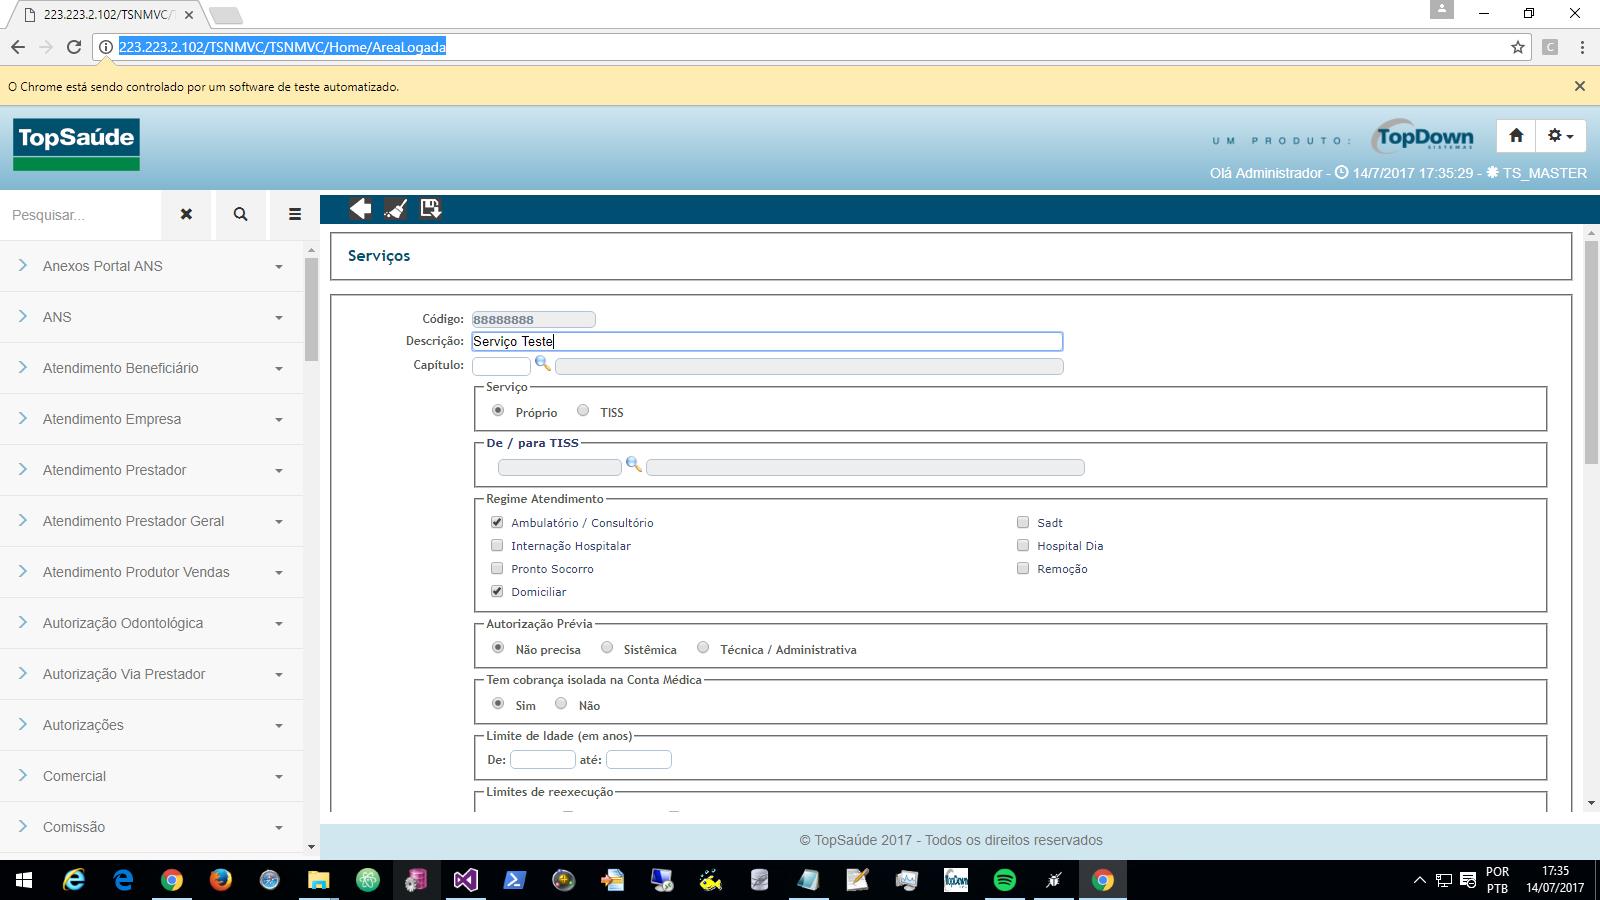 223.223.2.102/TSNMVC/T
223.223.2.102/TSNMVC/TSNMVC/Home/AreaLogada
C
O Chrome está sendo controlado por um software de teste automatizado.
TopSaúde
UM PRODUTO:
TopDown
SISTEMAS
Olá Administrador - 14/7/2017 17:35:29 - TS_MASTER
Pesquisar...
Anexos Portal ANS
ANS
Atendimento Beneficiário
Atendimento Empresa
Atendimento Prestador
Atendimento Prestador Geral
Atendimento Produtor Vendas
Autorização Odontológica
Autorização Via Prestador
Autorizações
Comercial
Comissão
Serviços
Código: 88888888
Descrição: Serviço Teste
Capítulo:
Serviço
Próprio TISS
De / para TISS
Regime Atendimento
Ambulatório / Consultório Sadt
Internação Hospitalar Hospital Dia
Pronto Socorro Remoção
Domiciliar
Autorização Prévia
Não precisa Sistêmica Técnica / Administrativa
Tem cobrança isolada na Conta Médica
Sim Não
Limite de Idade (em anos)
De: até:
Limites de reexecução
© TopSaúde 2017 - Todos os direitos reservados
TopDown
POR
PTB
17:35
14/07/2017